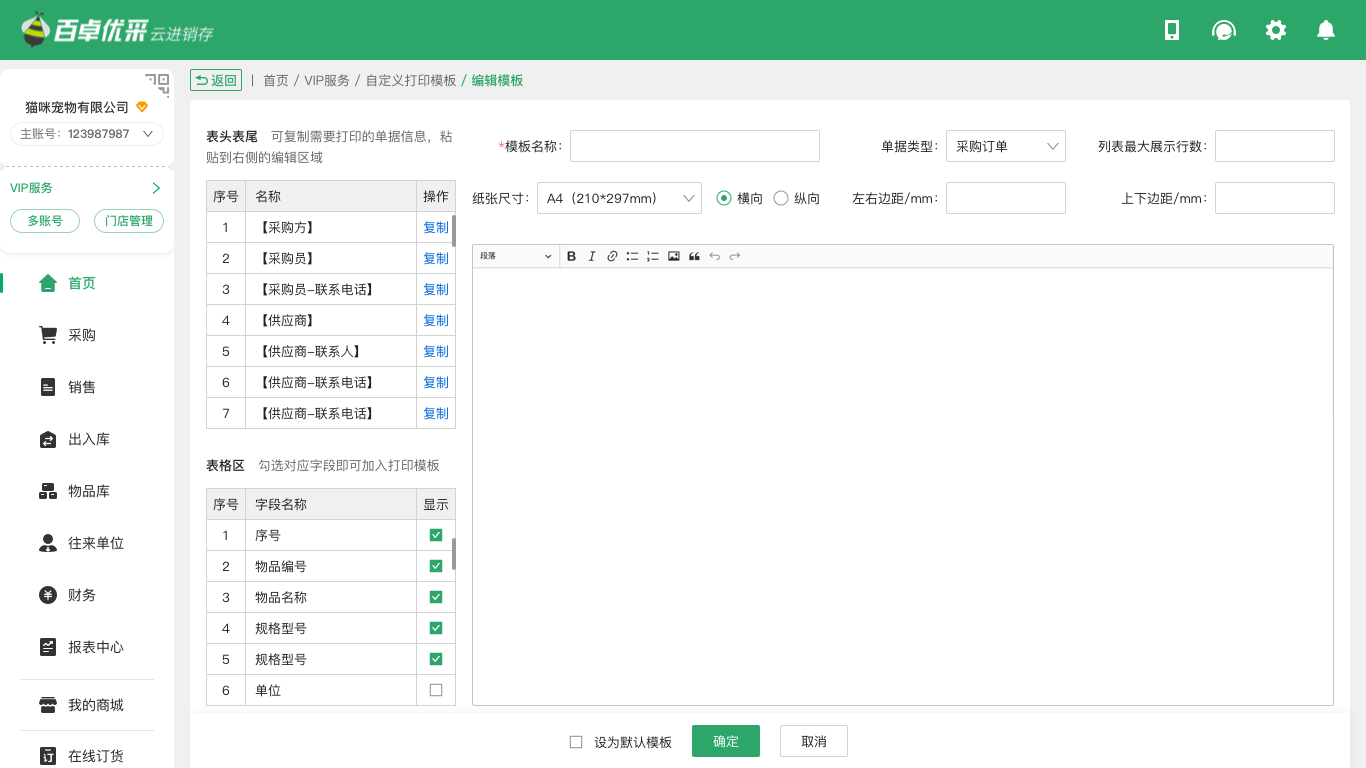 百卓优采 云进销存
猫咪宠物有限公司
主账号：123987987
VIP服务
多账号 门店管理
首页
采购
销售
出入库
物品库
往来单位
财务
报表中心
我的商城
在线订货
返回 | 首页 / VIP服务 / 自定义打印模板 / 编辑模板
表头表尾 可复制需要打印的单据信息，粘
贴到右侧的编辑区域
序号 名称 操作
1 【采购方】 复制
2 【采购员】 复制
3 【采购员-联系电话】 复制
4 【供应商】 复制
5 【供应商-联系人】 复制
6 【供应商-联系电话】 复制
7 【供应商-联系电话】 复制
表格区 勾选对应字段即可加入打印模板
序号 字段名称 显示
1 序号
2 物品编号
3 物品名称
4 规格型号
5 规格型号
6 单位
*模板名称： 单据类型： 采购订单 列表最大展示行数：
纸张尺寸： A4（210*297mm） 横向 纵向 左右边距/mm： 上下边距/mm：
段落 B I
设为默认模板 确定 取消